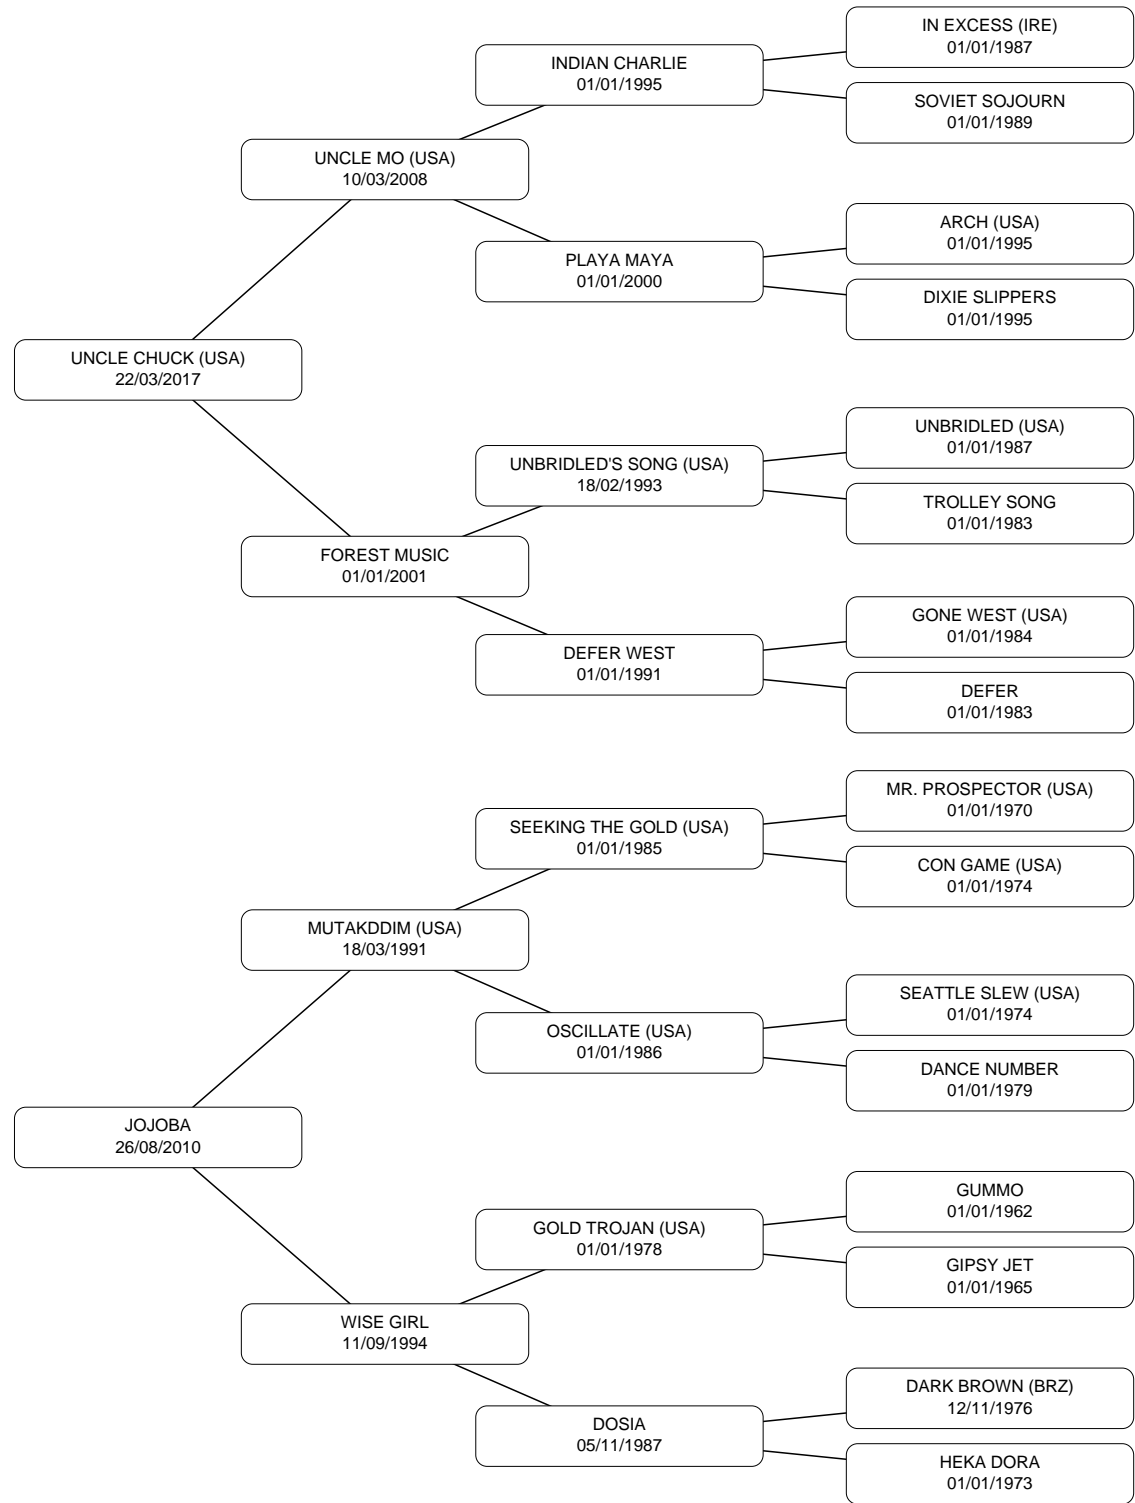 IN EXCESS (IRE)
01/01/1987
INDIAN CHARLIE
01/01/1995
SOVIET SOJOURN
01/01/1989
UNCLE MO (USA)
10/03/2008
ARCH (USA)
01/01/1995
PLAYA MAYA
01/01/2000
DIXIE SLIPPERS
01/01/1995
UNCLE CHUCK (USA)
22/03/2017
UNBRIDLED (USA)
01/01/1987
UNBRIDLED'S SONG (USA)
18/02/1993
TROLLEY SONG
01/01/1983
FOREST MUSIC
01/01/2001
GONE WEST (USA)
01/01/1984
DEFER WEST
01/01/1991
DEFER
01/01/1983
MR. PROSPECTOR (USA)
01/01/1970
SEEKING THE GOLD (USA)
01/01/1985
CON GAME (USA)
01/01/1974
MUTAKDDIM (USA)
18/03/1991
SEATTLE SLEW (USA)
01/01/1974
OSCILLATE (USA)
01/01/1986
DANCE NUMBER
01/01/1979
JOJOBA
26/08/2010
GUMMO
01/01/1962
GOLD TROJAN (USA)
01/01/1978
GIPSY JET
01/01/1965
WISE GIRL
11/09/1994
DARK BROWN (BRZ)
12/11/1976
DOSIA
05/11/1987
HEKA DORA
01/01/1973